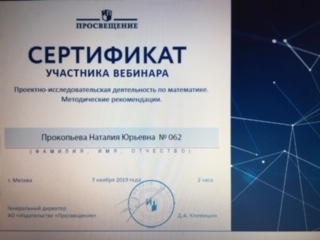 ПРОСВЕЩЕНИЕ
СЕРТИФИКАТ
УЧАСТНИКА ВЕБИНАРА
Проектно-исследовательская деятельность по математике.
Методические рекомендации.
Прокопьева Наталия Юрьевна № 062
(ФАМИЛИЯ, ИМЯ, ОТЧЕСТВО)
г. Москва 7 ноября 2019 года 2 часа
Генеральный директор
АО «Издательство «Просвещение» Д.А. Климишин